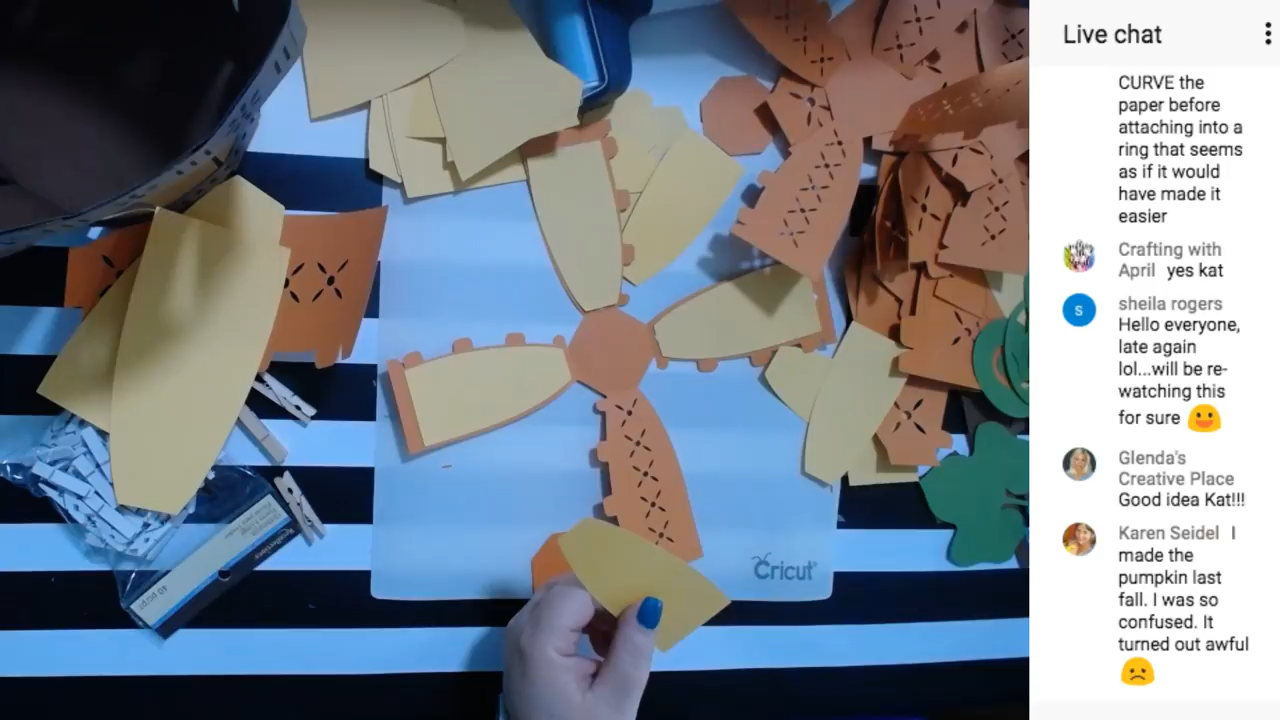 Live chat
CURVE the
paper before
attaching into a
ring that seems
as if it would
have made it
easier
Crafting with
April yes kat
sheila rogers
Hello everyone,
late again
lol...will be re-
watching this
for sure
Glenda's
Creative Place
Good idea Kat!!!
Karen Seidel I
made the
pumpkin last
fall. I was so
confused. It
turned out awful
S
Cricut